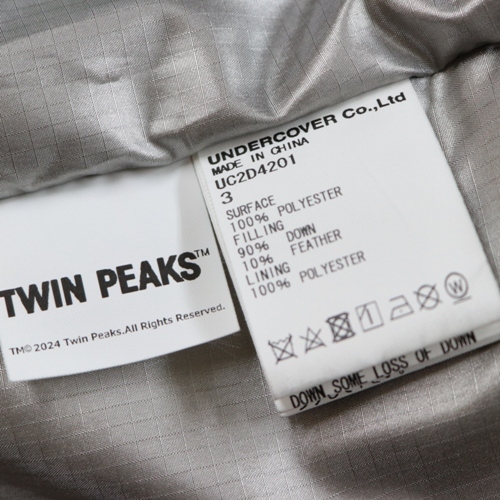 TWIN PEAKS™
TM© 2024 Twin Peaks.All Rights Reserved.
UNDERCOVER Co.,Ltd
MADE IN CHINA
UC2D4201
3
SURFACE
100% POLYESTER
FILLING
90% DOWN
10% FEATHER
LINING
100% POLYESTER
W
DOWN SOME LOSS OF DOWN